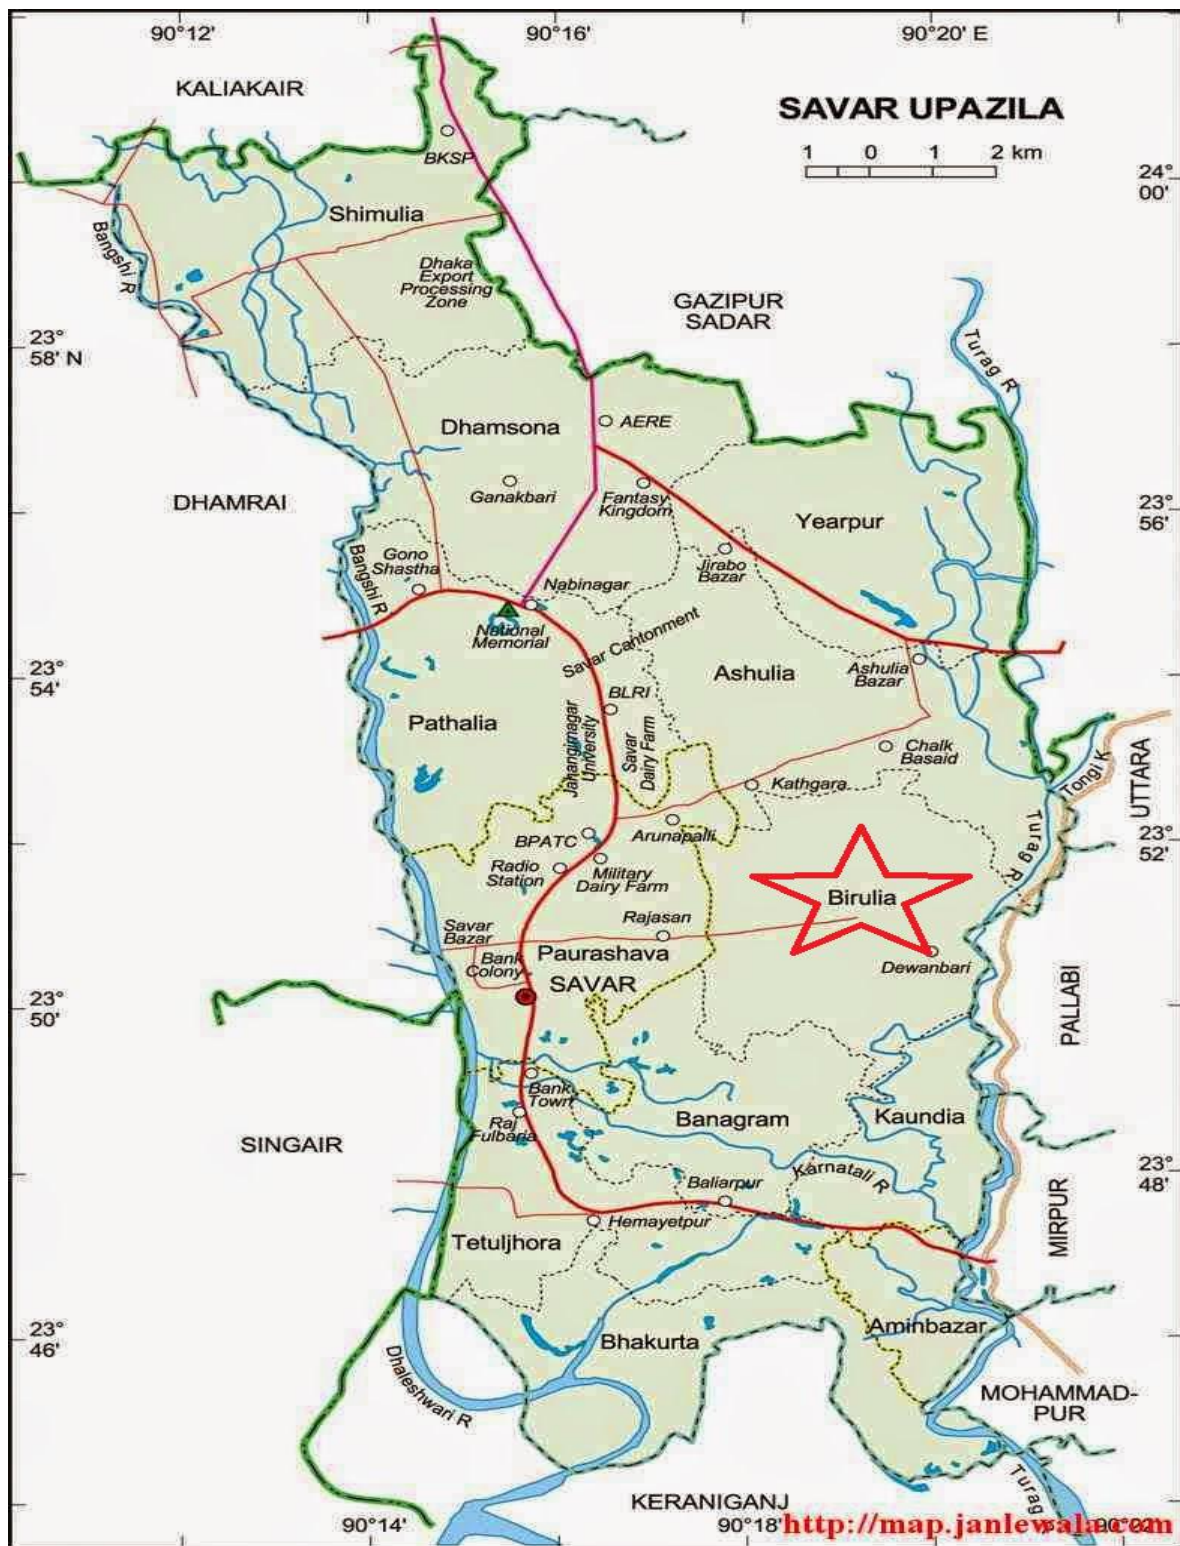 90°12'
90°16'
90°20' E
KALIAKAIR
SAVAR UPAZILA
1 0 1 2 km
BKSP
24°
00'
Shimulia
Bangshi R
Dhaka
Export
Processing
Zone
GAZIPUR
SADAR
23°
58' N
Turag R
Dhamsona
AERE
DHAMRAI
Ganakbari
Fantasy
Kingdom
Yearpur
23°
56'
Gono
Shastha
Bangshi R
Jirabo
Bazar
Nabinagar
National
Memorial
Savar Cantonment
23°
54'
Ashulia
Ashulia
Bazar
BLRI
Pathalia
Jahangirnagar
University
Savar
Dairy Farm
Chalk
Basaid
Kathgara
Tongi K
UTTARA
BPATC
Arunapalli
Turag R
23°
52'
Radio
Station
Military
Dairy Farm
Birulia
Rajasan
Savar
Bazar
Paurashava
Bank
Colony
Dewanbari
SAVAR
23°
50'
PALLABI
Bank
Town
Raj
Fulbaria
Banagram
Kaundia
SINGAIR
Karnatali R
23°
48'
Baliarpur
MIRPUR
Hemayetpur
Tetuljhora
23°
46'
Aminbazar
Bhakurta
Dhaleshwari R
MOHAMMAD-
PUR
KERANIGANJ
Turag R
90°14'
90°18'
90°22'
http://map.janlewala.com